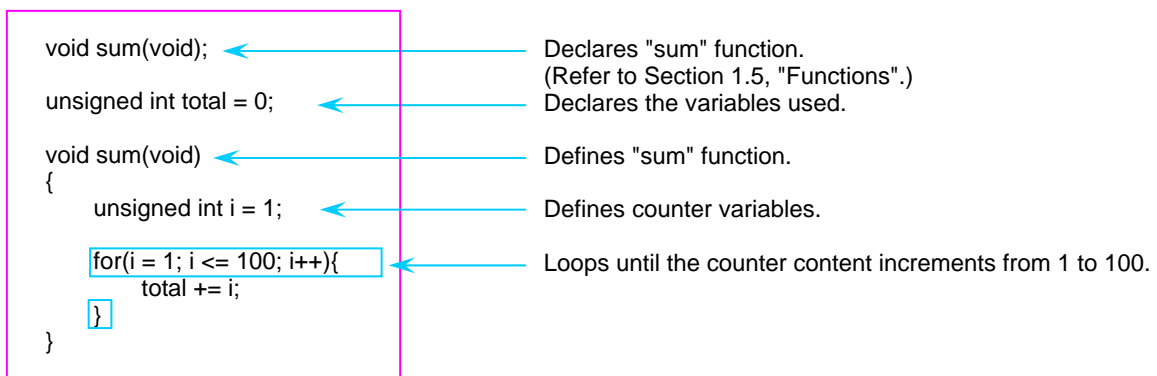 void sum(void);
Declares "sum" function.
(Refer to Section 1.5, "Functions".)
unsigned int total = 0;
Declares the variables used.
void sum(void)
Defines "sum" function.
{
unsigned int i = 1;
Defines counter variables.
for(i = 1; i <= 100; i++){
Loops until the counter content increments from 1 to 100.
total += i;
}
}